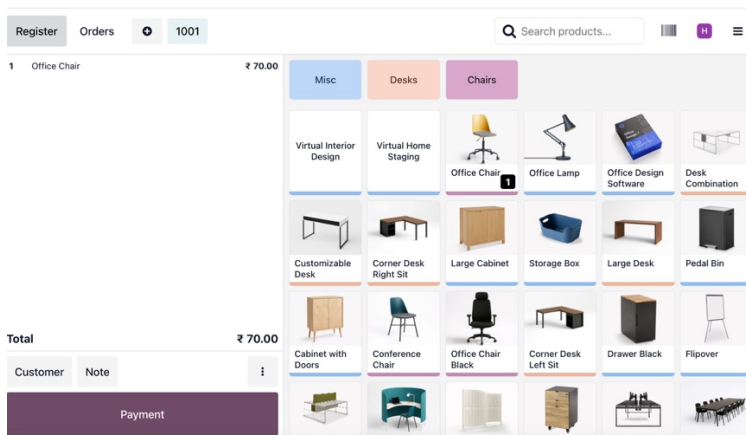 Register Orders 1001 Search products... H
1 Office Chair ₹ 70.00
Misc Desks Chairs
Virtual Interior
Design
Virtual Home
Staging
Office Chair
1
Office Lamp
Office Design
Software
Desk
Combination
Customizable
Desk
Corner Desk
Right Sit
Large Cabinet
Storage Box
Large Desk
Pedal Bin
Total ₹ 70.00
Cabinet with
Doors
Conference
Chair
Office Chair
Black
Corner Desk
Left Sit
Drawer Black
Flipover
Customer Note
Payment